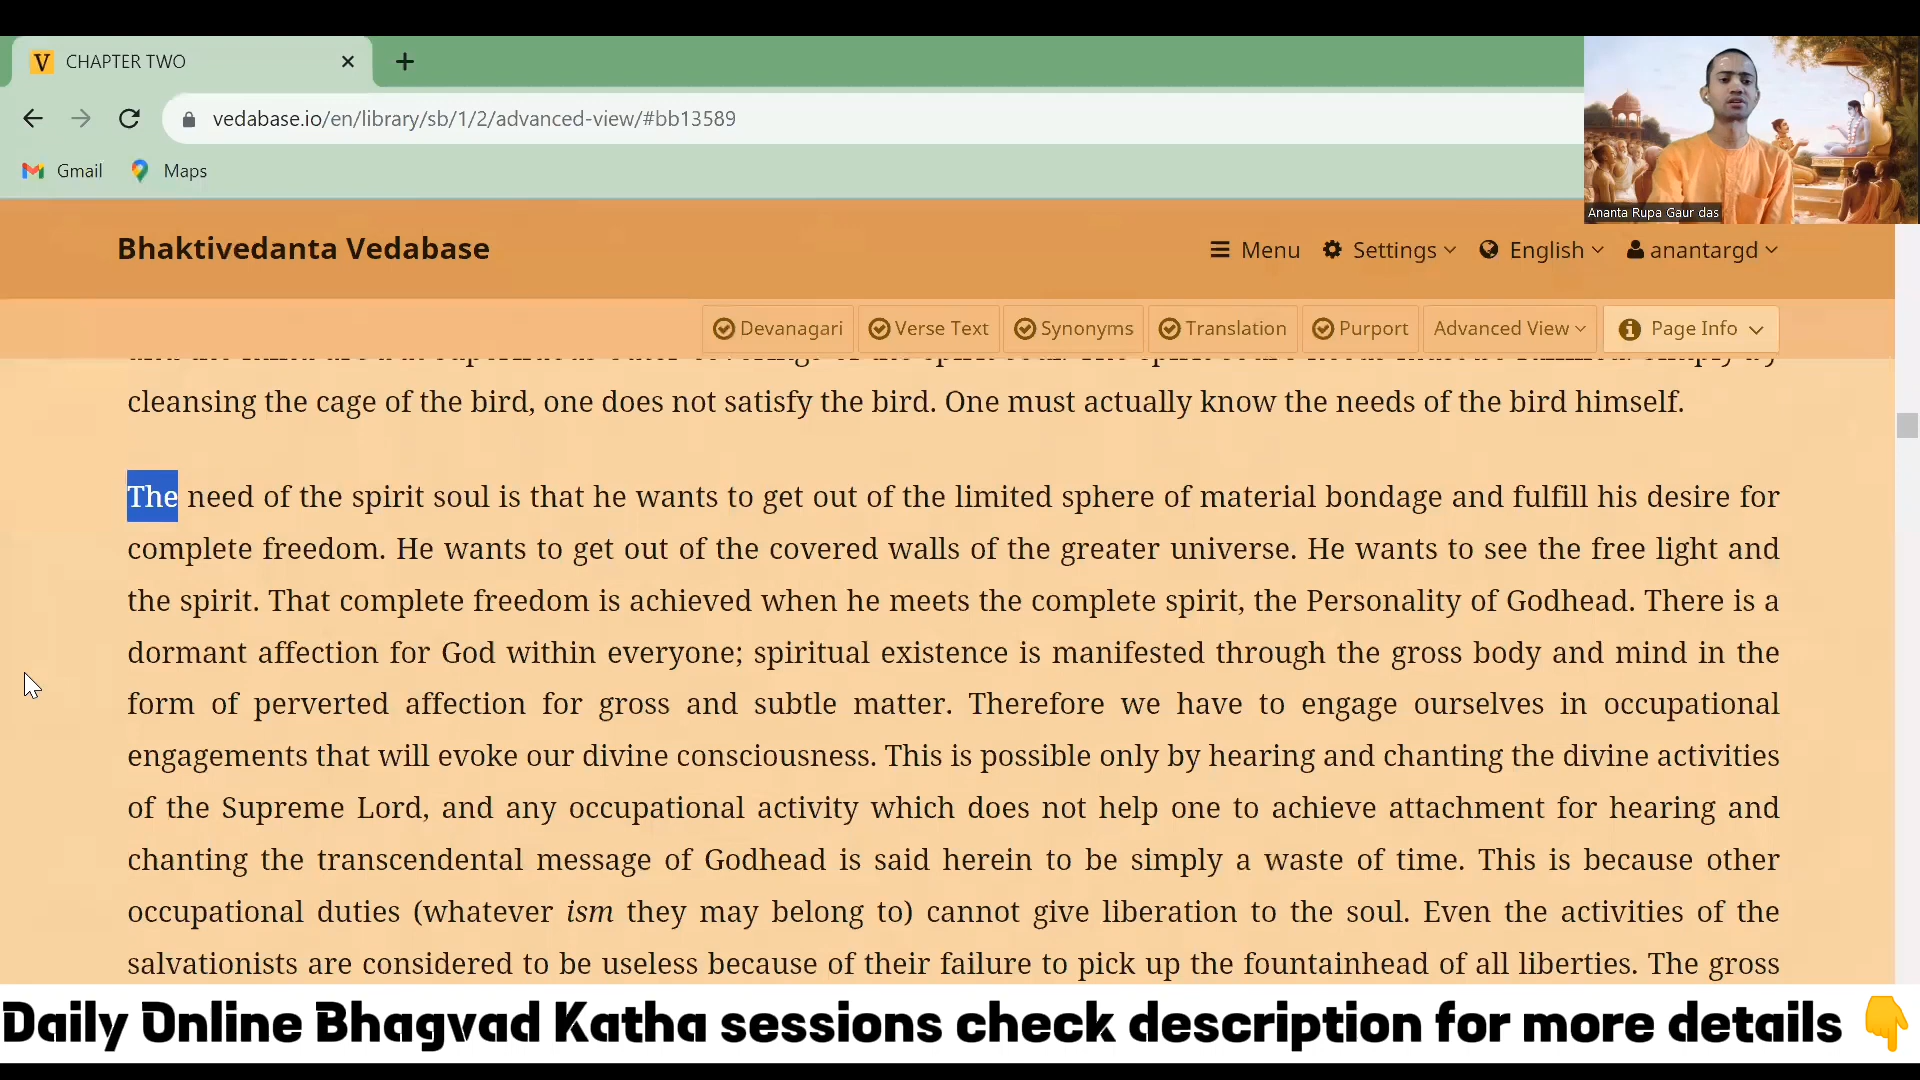 CHAPTER TWO
vedabase.io/en/library/sb/1/2/advanced-view/#bb13589
Gmail Maps
Ananta Rupa Gaur das
Bhaktivedanta Vedabase Menu Settings English anantargd
Devanagari Verse Text Synonyms Translation Purport Advanced View Page Info
cleansing the cage of the bird, one does not satisfy the bird. One must actually know the needs of the bird himself.
The need of the spirit soul is that he wants to get out of the limited sphere of material bondage and fulfill his desire for
complete freedom. He wants to get out of the covered walls of the greater universe. He wants to see the free light and
the spirit. That complete freedom is achieved when he meets the complete spirit, the Personality of Godhead. There is a
dormant affection for God within everyone; spiritual existence is manifested through the gross body and mind in the
form of perverted affection for gross and subtle matter. Therefore we have to engage ourselves in occupational
engagements that will evoke our divine consciousness. This is possible only by hearing and chanting the divine activities
of the Supreme Lord, and any occupational activity which does not help one to achieve attachment for hearing and
chanting the transcendental message of Godhead is said herein to be simply a waste of time. This is because other
occupational duties (whatever ism they may belong to) cannot give liberation to the soul. Even the activities of the
salvationists are considered to be useless because of their failure to pick up the fountainhead of all liberties. The gross
Daily Online Bhagvad Katha sessions check description for more details 👇